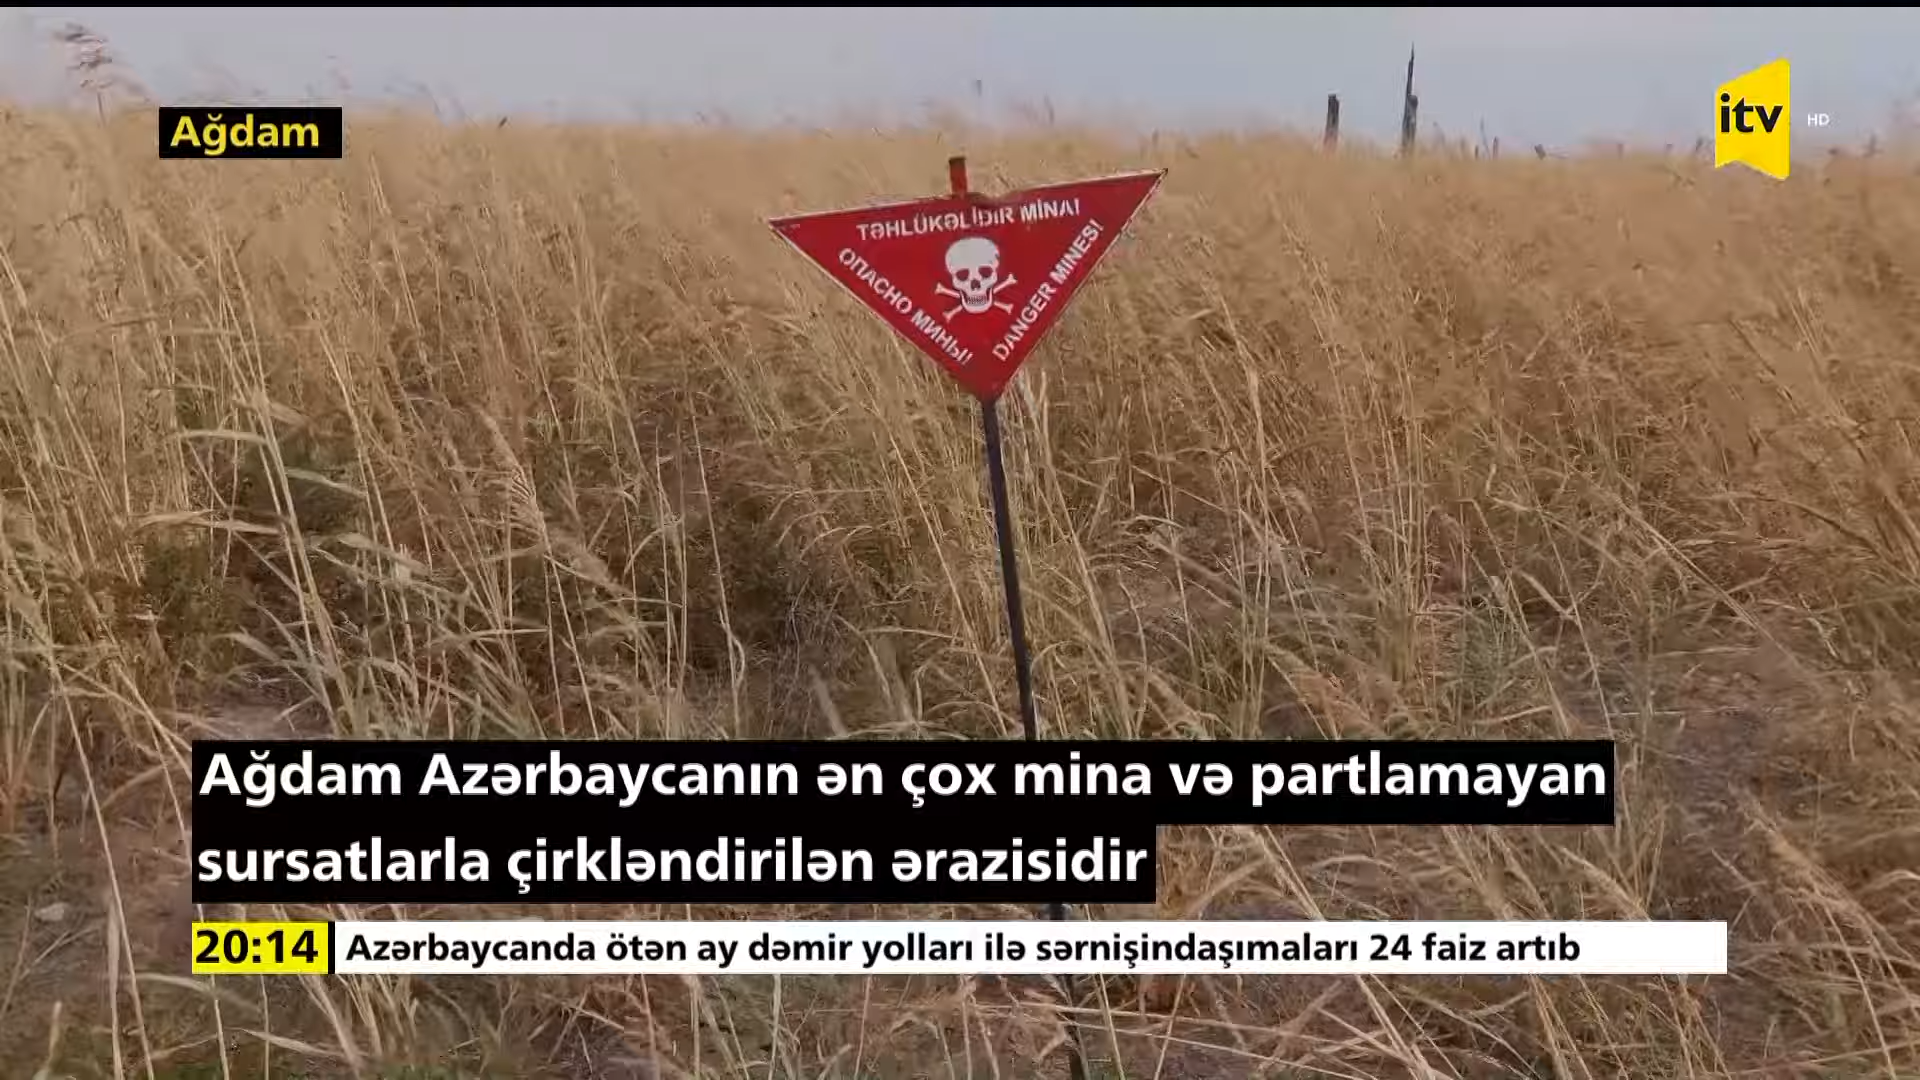 Ağdam
itv
HD
TƏHLÜKƏLİDİR MİNA!
ОПАСНО МИНЫ!
DANGER MINES!
Ağdam Azərbaycanın ən çox mina və partlamayan
sursatlarla çirkləndirilən ərazisidir
20:14 Azərbaycanda ötən ay dəmir yolları ilə sərnişindaşımaları 24 faiz artıb